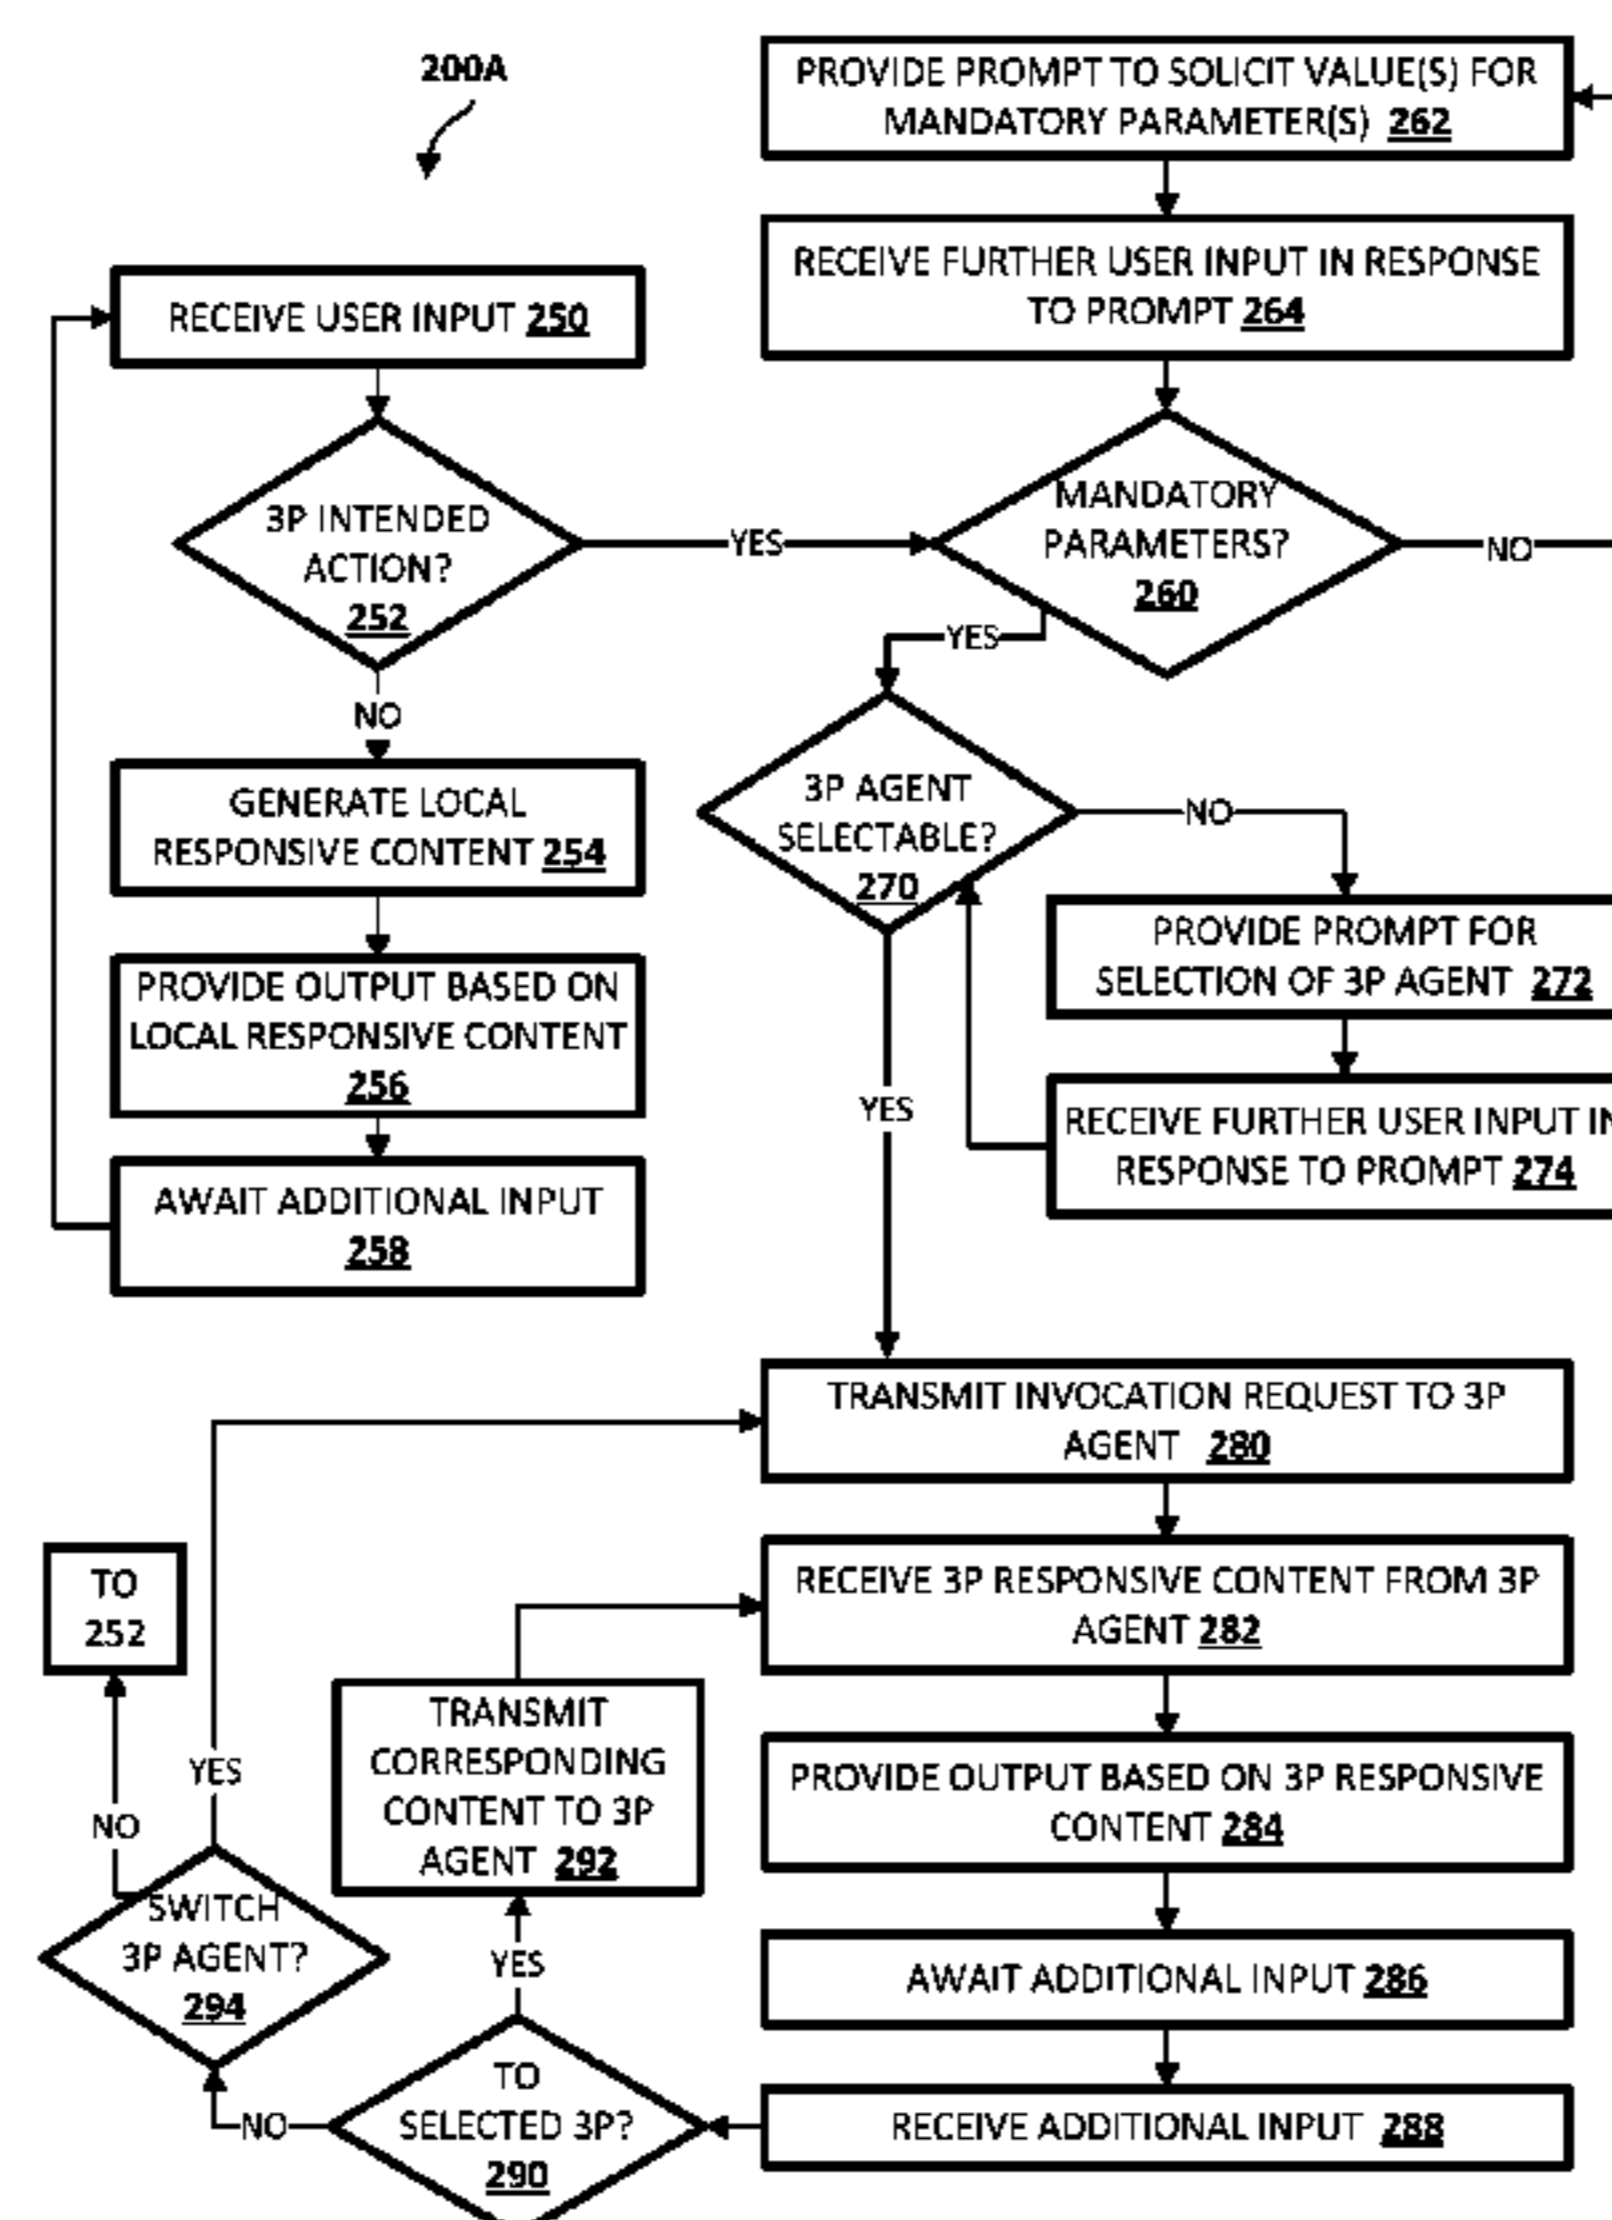 200A
PROVIDE PROMPT TO SOLICIT VALUE(S) FOR
MANDATORY PARAMETER(S) 262
RECEIVE FURTHER USER INPUT IN RESPONSE
TO PROMPT 264
RECEIVE USER INPUT 250
3P INTENDED
ACTION?
252
YES
MANDATORY
PARAMETERS?
260
NO
YES
NO
GENERATE LOCAL
RESPONSIVE CONTENT 254
3P AGENT
SELECTABLE?
270
NO
PROVIDE PROMPT FOR
SELECTION OF 3P AGENT 272
PROVIDE OUTPUT BASED ON
LOCAL RESPONSIVE CONTENT
256
YES
RECEIVE FURTHER USER INPUT IN
RESPONSE TO PROMPT 274
AWAIT ADDITIONAL INPUT
258
TRANSMIT INVOCATION REQUEST TO 3P
AGENT 280
TO
252
RECEIVE 3P RESPONSIVE CONTENT FROM 3P
AGENT 282
TRANSMIT
CORRESPONDING
CONTENT TO 3P
AGENT 292
YES
NO
PROVIDE OUTPUT BASED ON 3P RESPONSIVE
CONTENT 284
SWITCH
3P AGENT?
294
YES
AWAIT ADDITIONAL INPUT 286
TO
SELECTED 3P?
290
NO
RECEIVE ADDITIONAL INPUT 288